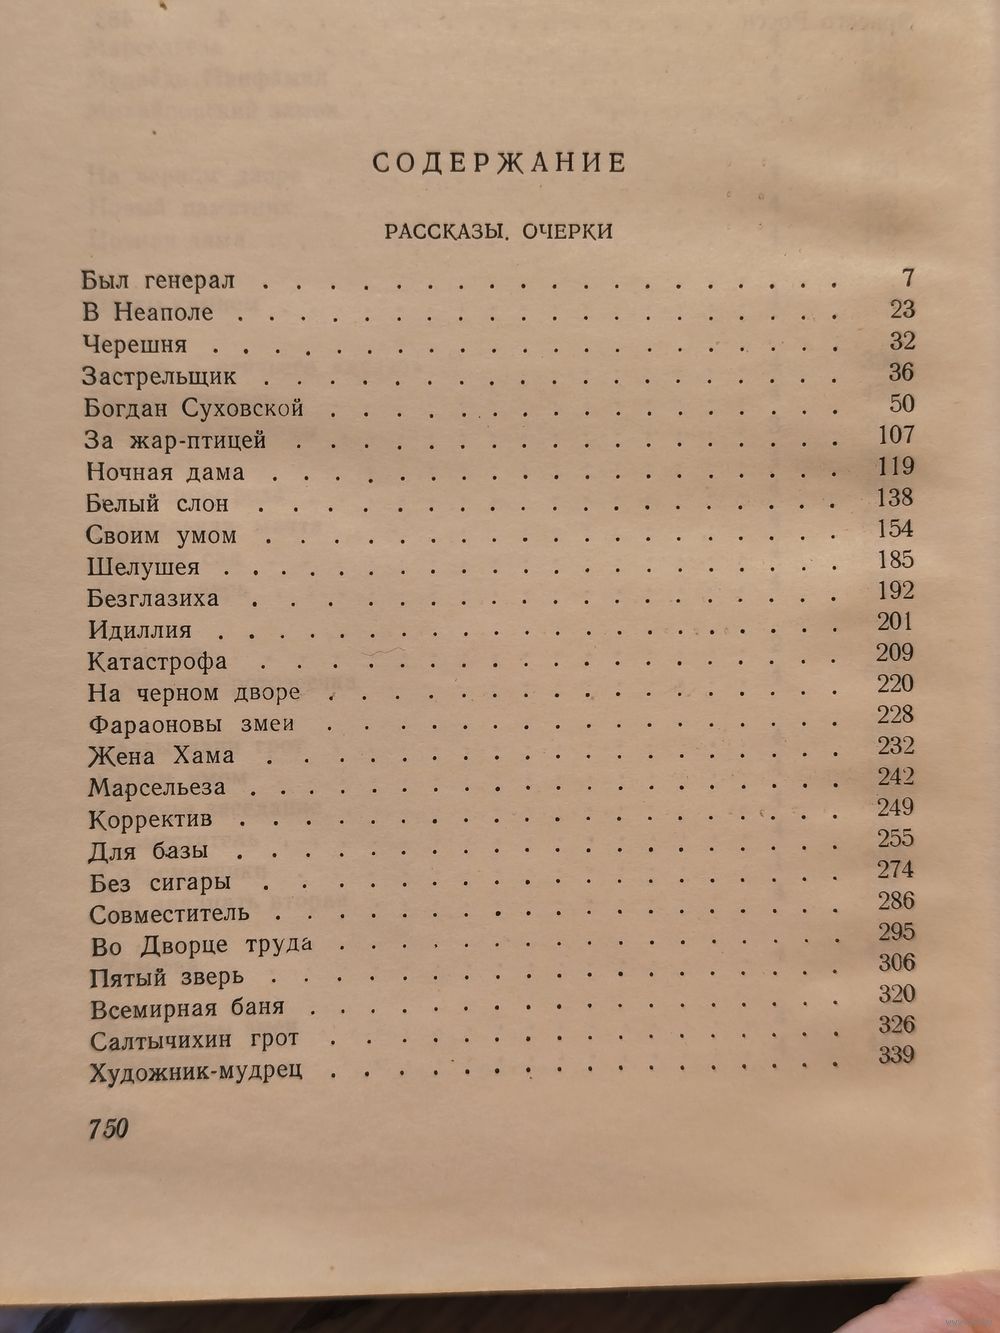 СОДЕРЖАНИЕ
РАССКАЗЫ. ОЧЕРКИ
Был генерал . . . . . . . . . . . . . . . . . . 7
В Неаполе . . . . . . . . . . . . . . . . . . . 23
Черешня . . . . . . . . . . . . . . . . . . . . 32
Застрельщик . . . . . . . . . . . . . . . . . . 36
Богдан Суховской . . . . . . . . . . . . . . . . 50
За жар-птицей . . . . . . . . . . . . . . . . . 107
Ночная дама . . . . . . . . . . . . . . . . . . 119
Белый слон . . . . . . . . . . . . . . . . . . 138
Своим умом . . . . . . . . . . . . . . . . . . 154
Шелушея . . . . . . . . . . . . . . . . . . . 185
Безглазиха . . . . . . . . . . . . . . . . . . 192
Идиллия . . . . . . . . . . . . . . . . . . . . 201
Катастрофа . . . . . . . . . . . . . . . . . . 209
На черном дворе . . . . . . . . . . . . . . . . 220
Фараоновы змеи . . . . . . . . . . . . . . . . 228
Жена Хама . . . . . . . . . . . . . . . . . . 232
Марсельеза . . . . . . . . . . . . . . . . . . 242
Корректив . . . . . . . . . . . . . . . . . . . 249
Для базы . . . . . . . . . . . . . . . . . . . 255
Без сигары . . . . . . . . . . . . . . . . . . 274
Совместитель . . . . . . . . . . . . . . . . . 286
Во Дворце труда . . . . . . . . . . . . . . . . 295
Пятый зверь . . . . . . . . . . . . . . . . . . 306
Всемирная баня . . . . . . . . . . . . . . . . 320
Салтычихин грот . . . . . . . . . . . . . . . . 326
Художник-мудрец . . . . . . . . . . . . . . . . 339
750